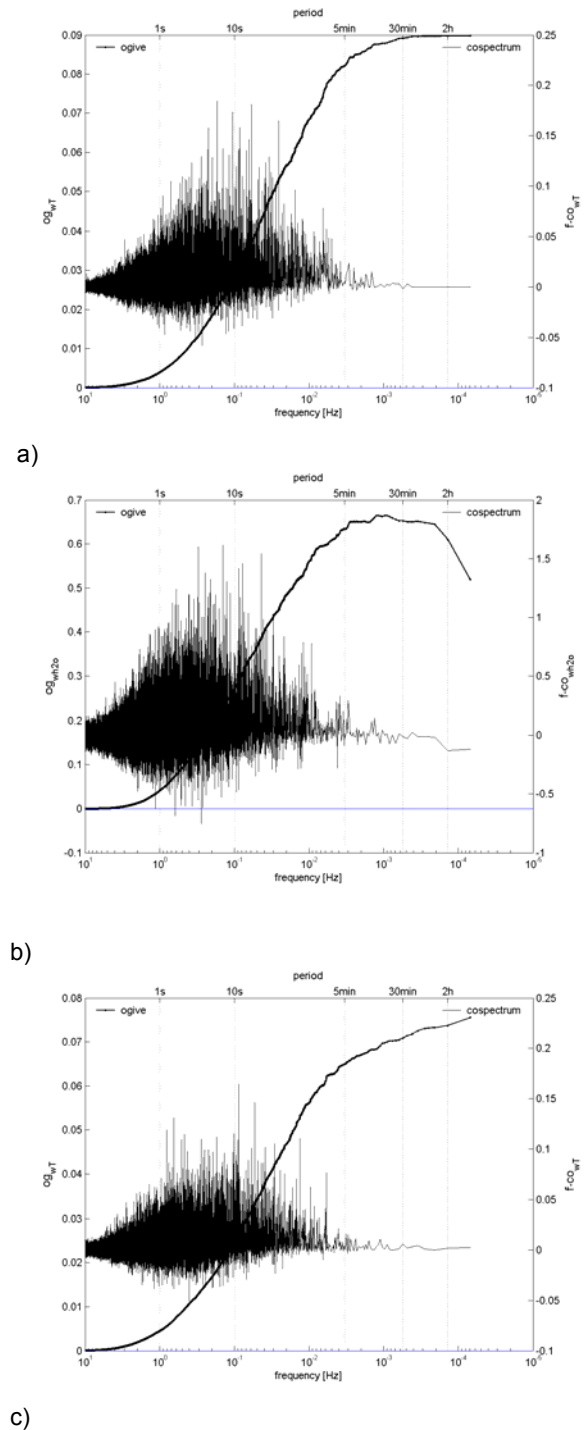 period
1s 10s 5min 30min 2h
0.09 0.25
ogive cospectrum
0.08
0.2
0.07
0.15
0.06
0.1
0.05
og_wT f-co_wT
0.04 0.05
0.03
0
0.02
-0.05
0.01
0 -0.1
10^1 10^0 10^-1 10^-2 10^-3 10^-4 10^-5
frequency [Hz]
a)
period
1s 10s 5min 30min 2h
0.7 2
ogive cospectrum
0.6
1.5
0.5
1
0.4
og_wh2o f-co_wh2o
0.3 0.5
0.2
0
0.1
-0.5
0
-0.1 -1
10^1 10^0 10^-1 10^-2 10^-3 10^-4 10^-5
frequency [Hz]
b)
period
1s 10s 5min 30min 2h
0.08 0.25
ogive cospectrum
0.07
0.2
0.06
0.15
0.05
0.1
og_wT f-co_wT
0.04
0.05
0.03
0
0.02
0.01
-0.05
0 -0.1
10^1 10^0 10^-1 10^-2 10^-3 10^-4 10^-5
frequency [Hz]
c)